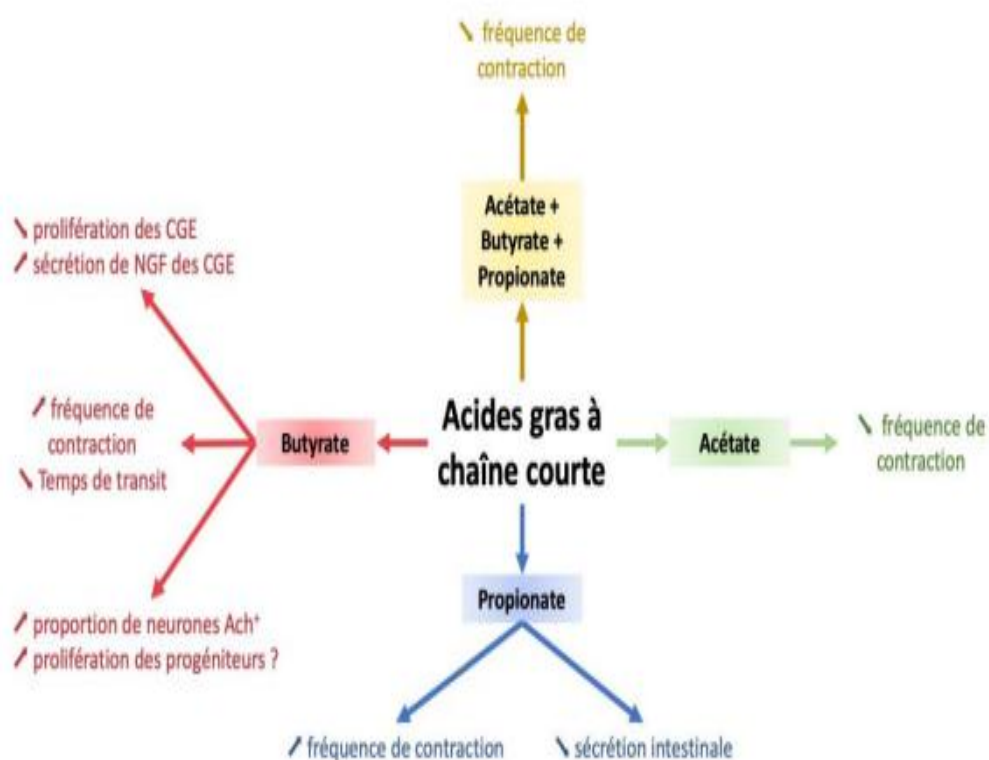 ↘ fréquence de
contraction
Acétate +
Butyrate +
Propionate
↘ prolifération des CGE
↗ sécrétion de NGF des CGE
↗ fréquence de
contraction
↘ Temps de transit
Butyrate
Acides gras à
chaîne courte
Acétate
↘ fréquence de
contraction
Propionate
↗ proportion de neurones Ach⁺
↗ prolifération des progéniteurs ?
↗ fréquence de contraction
↘ sécrétion intestinale